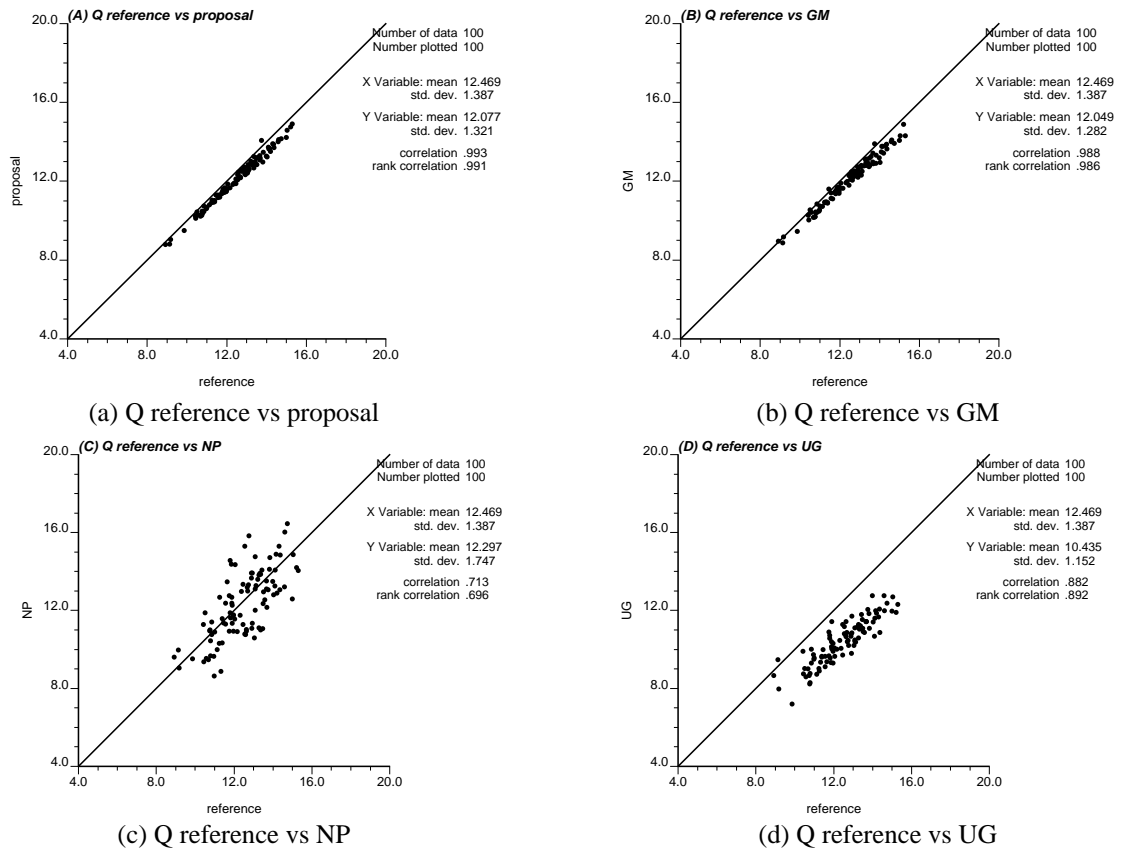 (A) Q reference vs proposal
Number of data 100
Number plotted 100
X Variable: mean 12.469
std. dev. 1.387
Y Variable: mean 12.077
std. dev. 1.321
correlation .993
rank correlation .991
20.0
16.0
12.0
8.0
4.0
proposal
4.0 8.0 12.0 16.0 20.0
reference
(a) Q reference vs proposal
(B) Q reference vs GM
Number of data 100
Number plotted 100
X Variable: mean 12.469
std. dev. 1.387
Y Variable: mean 12.049
std. dev. 1.282
correlation .988
rank correlation .986
20.0
16.0
12.0
8.0
4.0
GM
4.0 8.0 12.0 16.0 20.0
reference
(b) Q reference vs GM
(C) Q reference vs NP
Number of data 100
Number plotted 100
X Variable: mean 12.469
std. dev. 1.387
Y Variable: mean 12.297
std. dev. 1.747
correlation .713
rank correlation .696
20.0
16.0
12.0
8.0
4.0
NP
4.0 8.0 12.0 16.0 20.0
reference
(c) Q reference vs NP
(D) Q reference vs UG
Number of data 100
Number plotted 100
X Variable: mean 12.469
std. dev. 1.387
Y Variable: mean 10.435
std. dev. 1.152
correlation .882
rank correlation .892
20.0
16.0
12.0
8.0
4.0
UG
4.0 8.0 12.0 16.0 20.0
reference
(d) Q reference vs UG